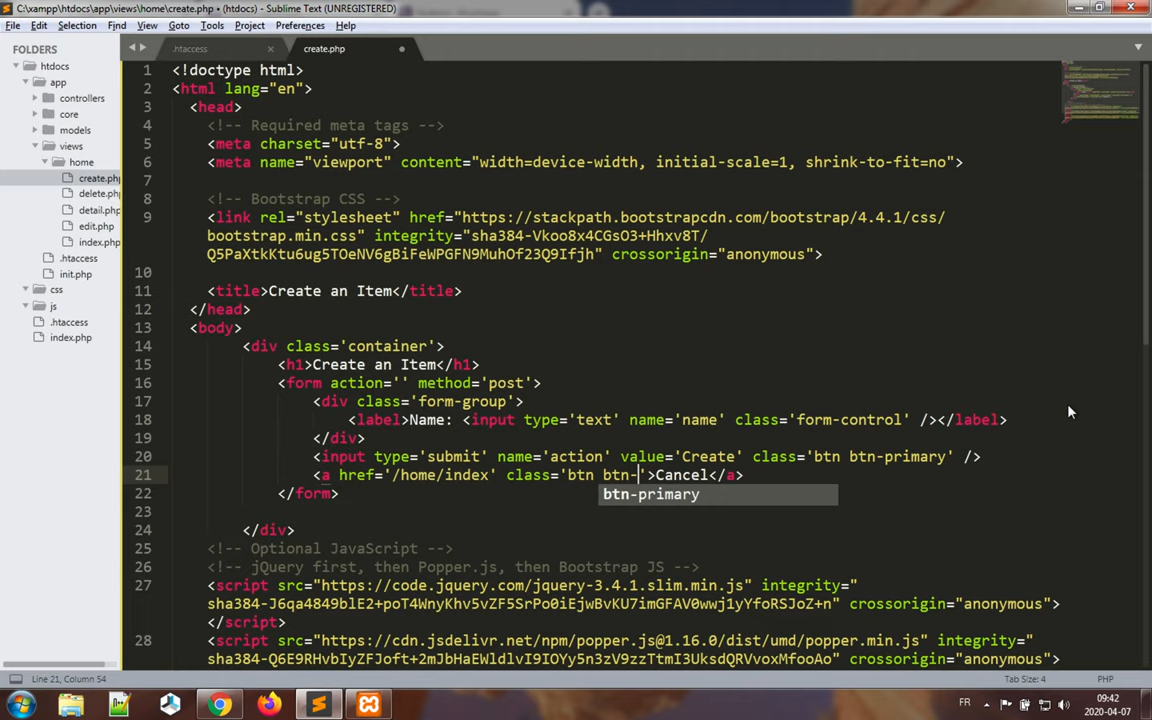 C:\xampp\htdocs\app\views\home\create.php • (htdocs) - Sublime Text (UNREGISTERED)
File Edit Selection Find View Goto Tools Project Preferences Help
FOLDERS
htdocs
app
controllers
core
models
views
home
create.php
delete.php
detail.php
edit.php
index.php
.htaccess
init.php
css
js
.htaccess
index.php
.htaccess
create.php
1 <!doctype html>
2 <html lang="en">
3 <head>
4 <!-- Required meta tags -->
5 <meta charset="utf-8">
6 <meta name="viewport" content="width=device-width, initial-scale=1, shrink-to-fit=no">
7
8 <!-- Bootstrap CSS -->
9 <link rel="stylesheet" href="https://stackpath.bootstrapcdn.com/bootstrap/4.4.1/css/
bootstrap.min.css" integrity="sha384-Vkoo8x4CGsO3+Hhxv8T/
Q5PaXtkKtu6ug5TOeNV6gBiFeWPGFN9MuhOf23Q9Ifjh" crossorigin="anonymous">
10
11 <title>Create an Item</title>
12 </head>
13 <body>
14 <div class='container'>
15 <h1>Create an Item</h1>
16 <form action='' method='post'>
17 <div class='form-group'>
18 <label>Name: <input type='text' name='name' class='form-control' /></label>
19 </div>
20 <input type='submit' name='action' value='Create' class='btn btn-primary' />
21 <a href='/home/index' class='btn btn-'>Cancel</a>
btn-primary
22 </form>
23
24 </div>
25 <!-- Optional JavaScript -->
26 <!-- jQuery first, then Popper.js, then Bootstrap JS -->
27 <script src="https://code.jquery.com/jquery-3.4.1.slim.min.js" integrity="
sha384-J6qa4849blE2+poT4WnyKhv5vZF5SrPo0iEjwBvKU7imGFAV0wwj1yYfoRSJoZ+n" crossorigin="anonymous">
</script>
28 <script src="https://cdn.jsdelivr.net/npm/popper.js@1.16.0/dist/umd/popper.min.js" integrity="
sha384-Q6E9RHvbIyZFJoft+2mJbHaEWldlvI9IOYy5n3zV9zzTtmI3UksdQRVvoxMfooAo" crossorigin="anonymous">
Line 21, Column 54
Tab Size: 4
PHP
FR
09:42
2020-04-07